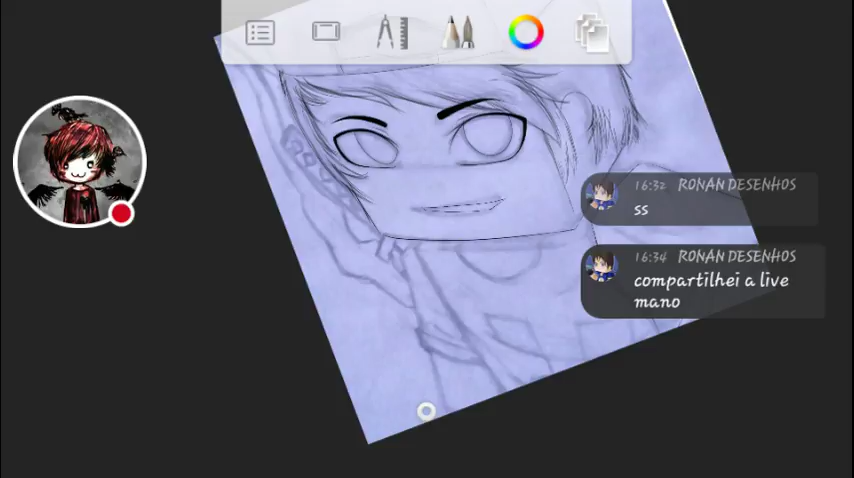 16:32 RONAN DESENHOS
ss
16:34 RONAN DESENHOS
compartilhei a live
mano